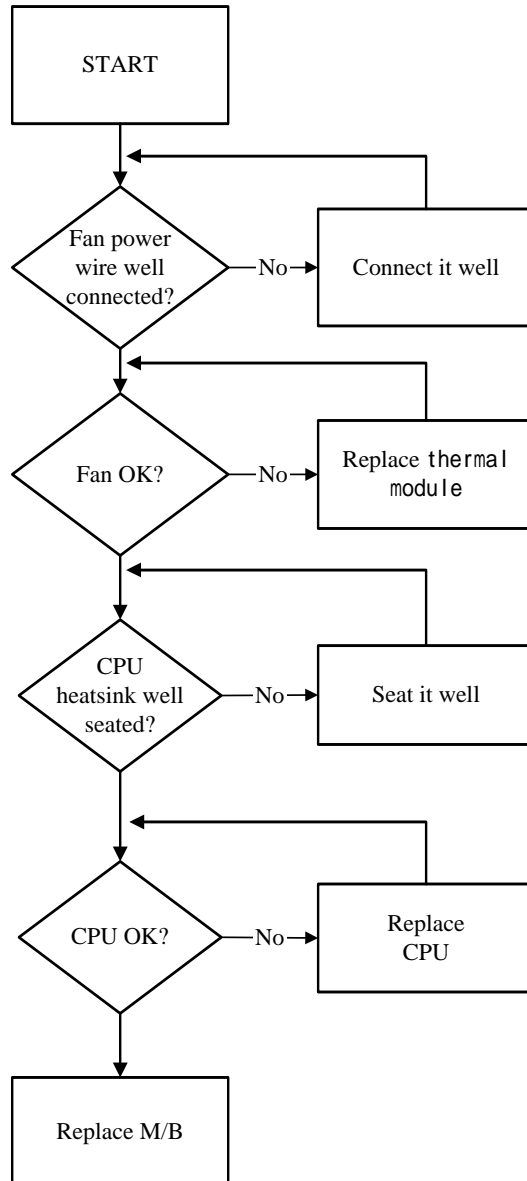 START
Fan power
wire well
connected?
No
Connect it well
Fan OK?
No
Replace thermal
module
CPU
heatsink well
seated?
No
Seat it well
CPU OK?
No
Replace
CPU
Replace M/B